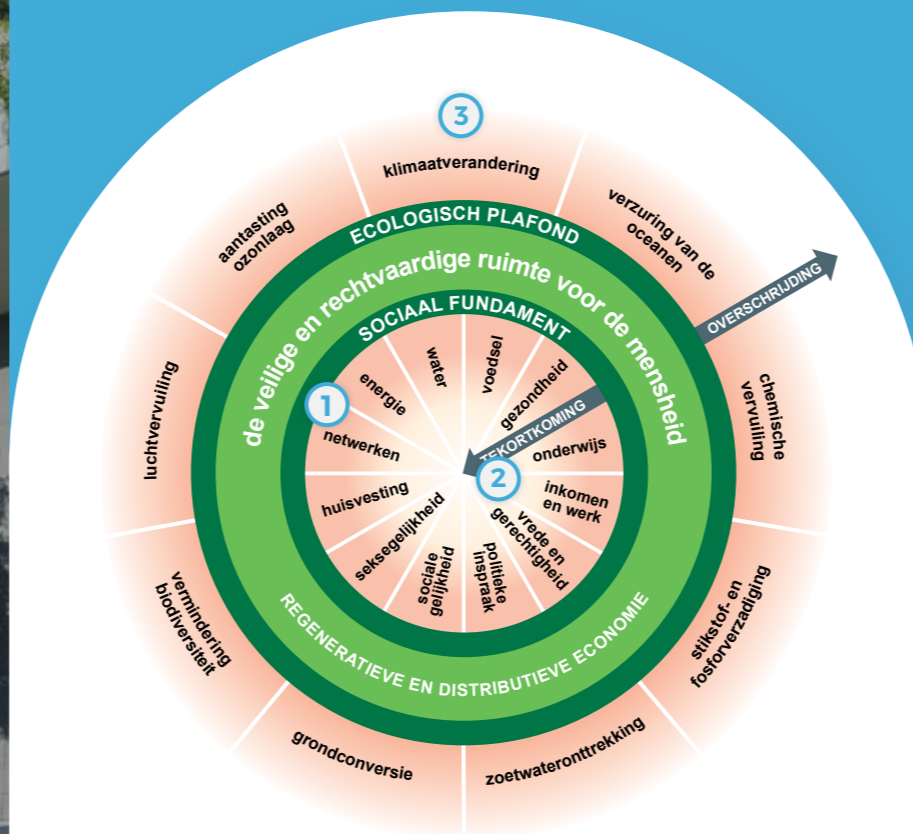 3
klimaatverandering
verzuring van de
oceanen
OVERSCHRIJDING
chemische
vervuiling
stikstof- en
fosforverzadiging
zoetwateronttrekking
grondconversie
vermindering
biodiversiteit
luchtvervuiling
aantasting
ozonlaag
ECOLOGISCH PLAFOND
de veilige en rechtvaardige ruimte voor de mensheid
SOCIAAL FUNDAMENT
water
voedsel
gezondheid
TEKORTKOMING
onderwijs
2
inkomen
en werk
vrede en
gerechtigheid
politieke
inspraak
sociale
gelijkheid
seksegelijkheid
huisvesting
netwerken
1
energie
REGENERATIEVE EN DISTRIBUTIEVE ECONOMIE